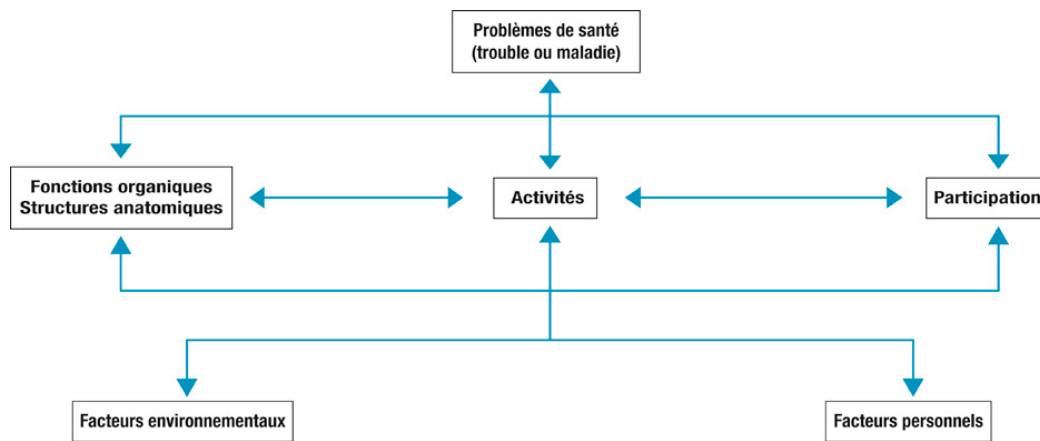 Problèmes de santé
(trouble ou maladie)
Fonctions organiques
Structures anatomiques
Activités
Participation
Facteurs environnementaux
Facteurs personnels